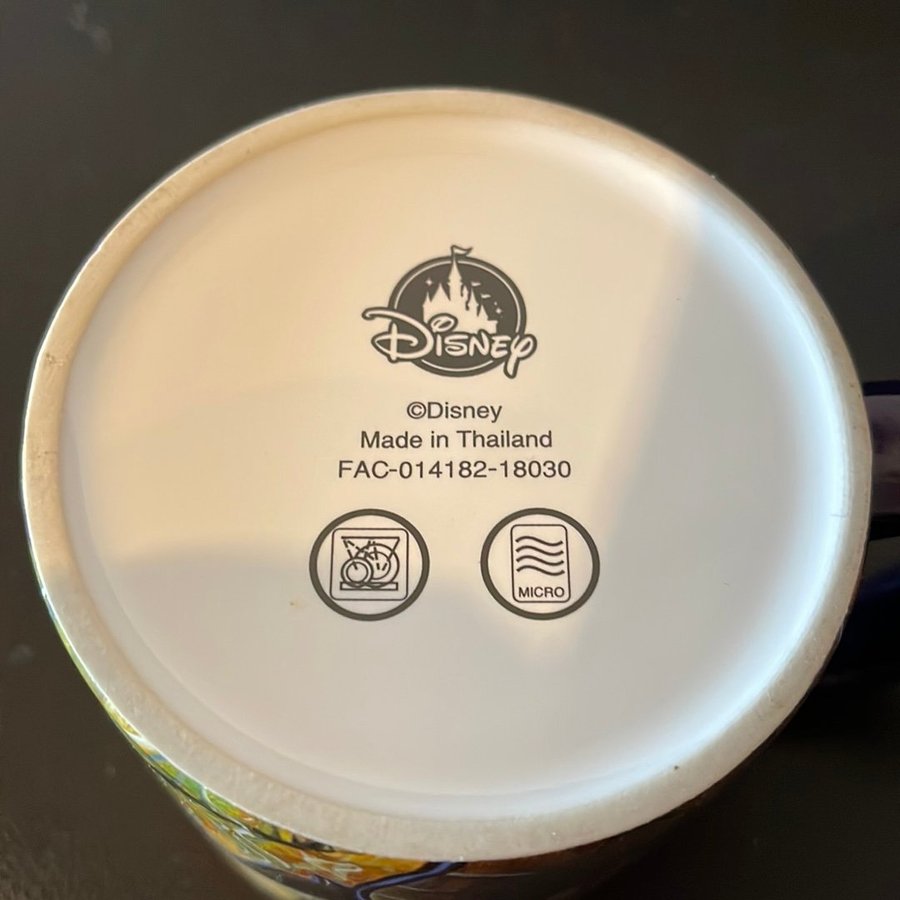 Disney
©Disney
Made in Thailand
FAC-014182-18030
MICRO